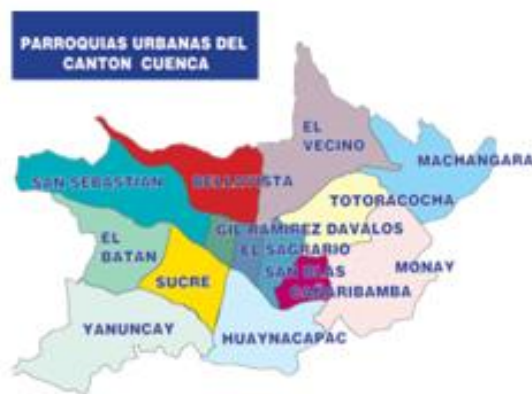 PARROQUIAS URBANAS DEL
CANTON CUENCA
EL
VECINO
MACHANGARA
SAN SEBASTIAN
BELLAVISTA
TOTORACOCHA
GIL RAMIREZ DAVALOS
EL
BATAN
EL SAGRARIO
SAN BLAS
MONAY
SUCRE
CAÑARIBAMBA
YANUNCAY
HUAYNACAPAC